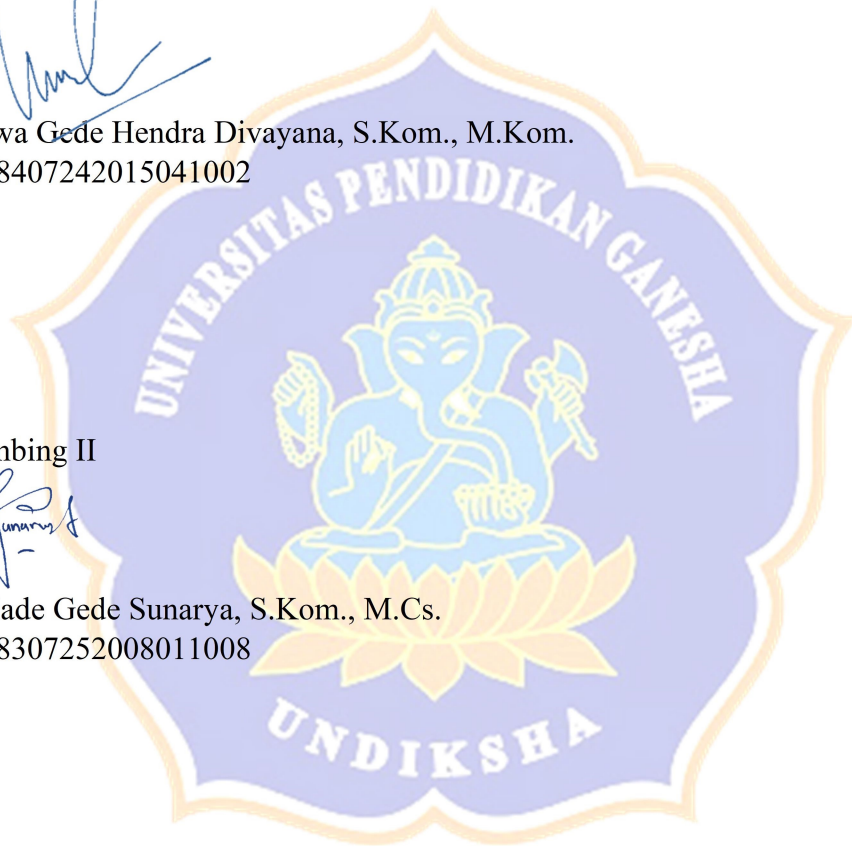 wa Gede Hendra Divayana, S.Kom., M.Kom.
8407242015041002
UNIVERSITAS PENDIDIKAN GANESHA
mbing II
ade Gede Sunarya, S.Kom., M.Cs.
8307252008011008
UNDIKSHA